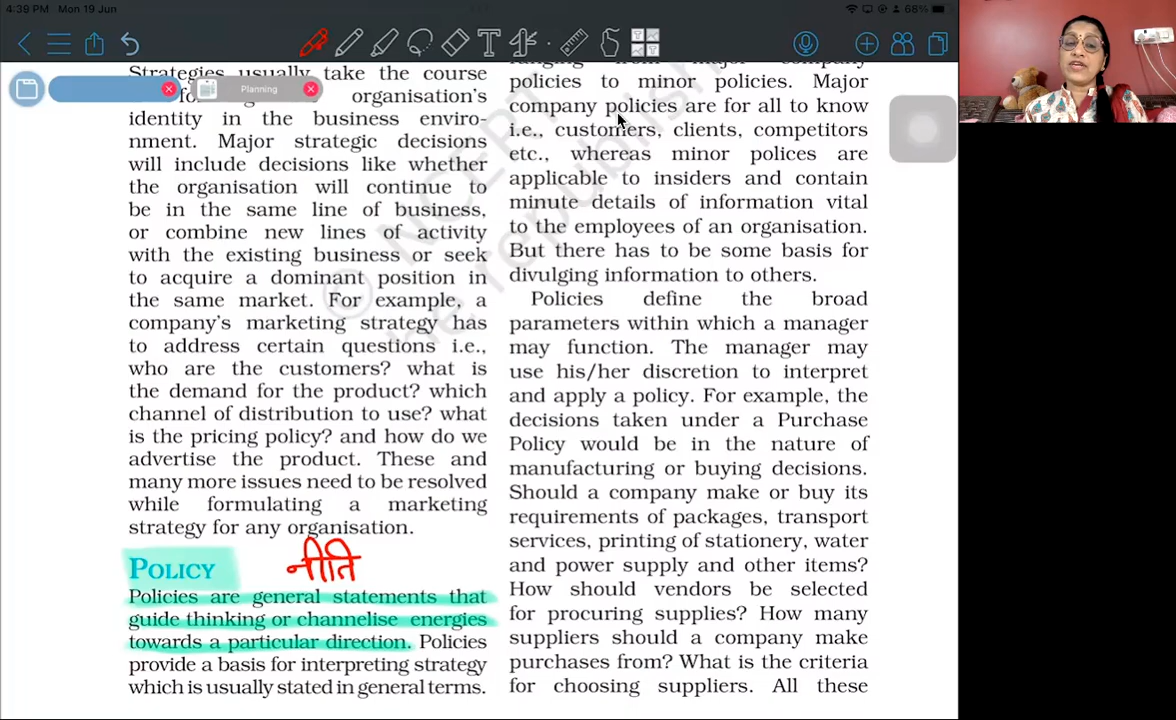 4:39 PM Mon 19 Jun
68%
Planning
Strategies usually take the course
organisation's
identity in the business enviro-
nment. Major strategic decisions
will include decisions like whether
the organisation will continue to
be in the same line of business,
or combine new lines of activity
with the existing business or seek
to acquire a dominant position in
the same market. For example, a
company's marketing strategy has
to address certain questions i.e.,
who are the customers? what is
the demand for the product? which
channel of distribution to use? what
is the pricing policy? and how do we
advertise the product. These and
many more issues need to be resolved
while formulating a marketing
strategy for any organisation.
POLICY नीति
Policies are general statements that
guide thinking or channelise energies
towards a particular direction. Policies
provide a basis for interpreting strategy
which is usually stated in general terms.
policies to minor policies. Major
company policies are for all to know
i.e., customers, clients, competitors
etc., whereas minor polices are
applicable to insiders and contain
minute details of information vital
to the employees of an organisation.
But there has to be some basis for
divulging information to others.
Policies define the broad
parameters within which a manager
may function. The manager may
use his/her discretion to interpret
and apply a policy. For example, the
decisions taken under a Purchase
Policy would be in the nature of
manufacturing or buying decisions.
Should a company make or buy its
requirements of packages, transport
services, printing of stationery, water
and power supply and other items?
How should vendors be selected
for procuring supplies? How many
suppliers should a company make
purchases from? What is the criteria
for choosing suppliers. All these
© NCERT
be republish